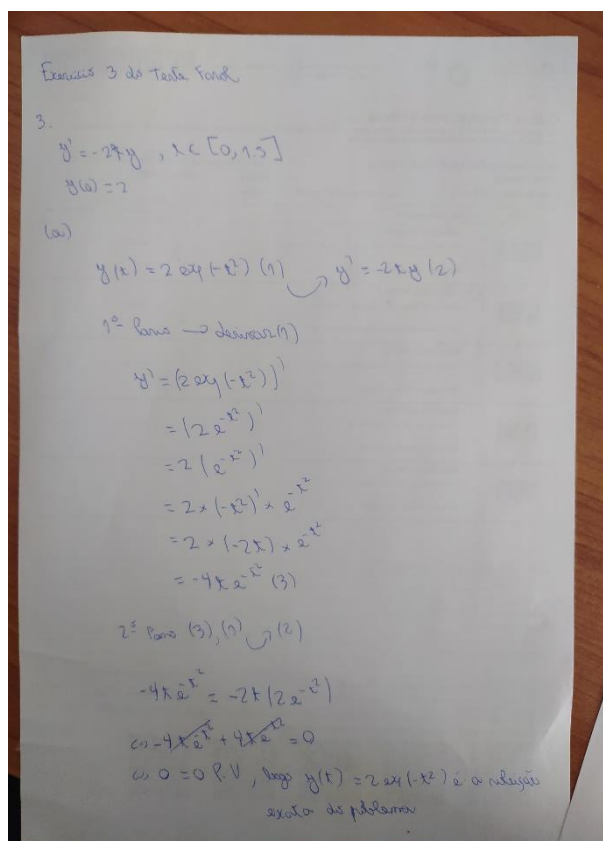 Exercício 3 do Teste Farol
3.
y' = -2ty , t ∈ [0, 1.5]
y(0) = 2
(a)
y(t) = 2 exp(-t²) (1) ⤻ y' = -2ty (2)
1º Passo → derivar (1)
y' = (2 exp(-t²))'
= (2e^{-t²})'
= 2(e^{-t²})'
= 2 × (-t²)' × e^{-t²}
= 2 × (-2t) × e^{-t²}
= -4te^{-t²} (3)
2º Passo (3), (1) ⤻ (2)
-4te^{-t²} = -2t(2e^{-t²})
⇔ -4te^{-t²} + 4te^{-t²} = 0
⇔ 0 = 0 P.V, logo y(t) = 2 exp(-t²) é a solução
exata do problema